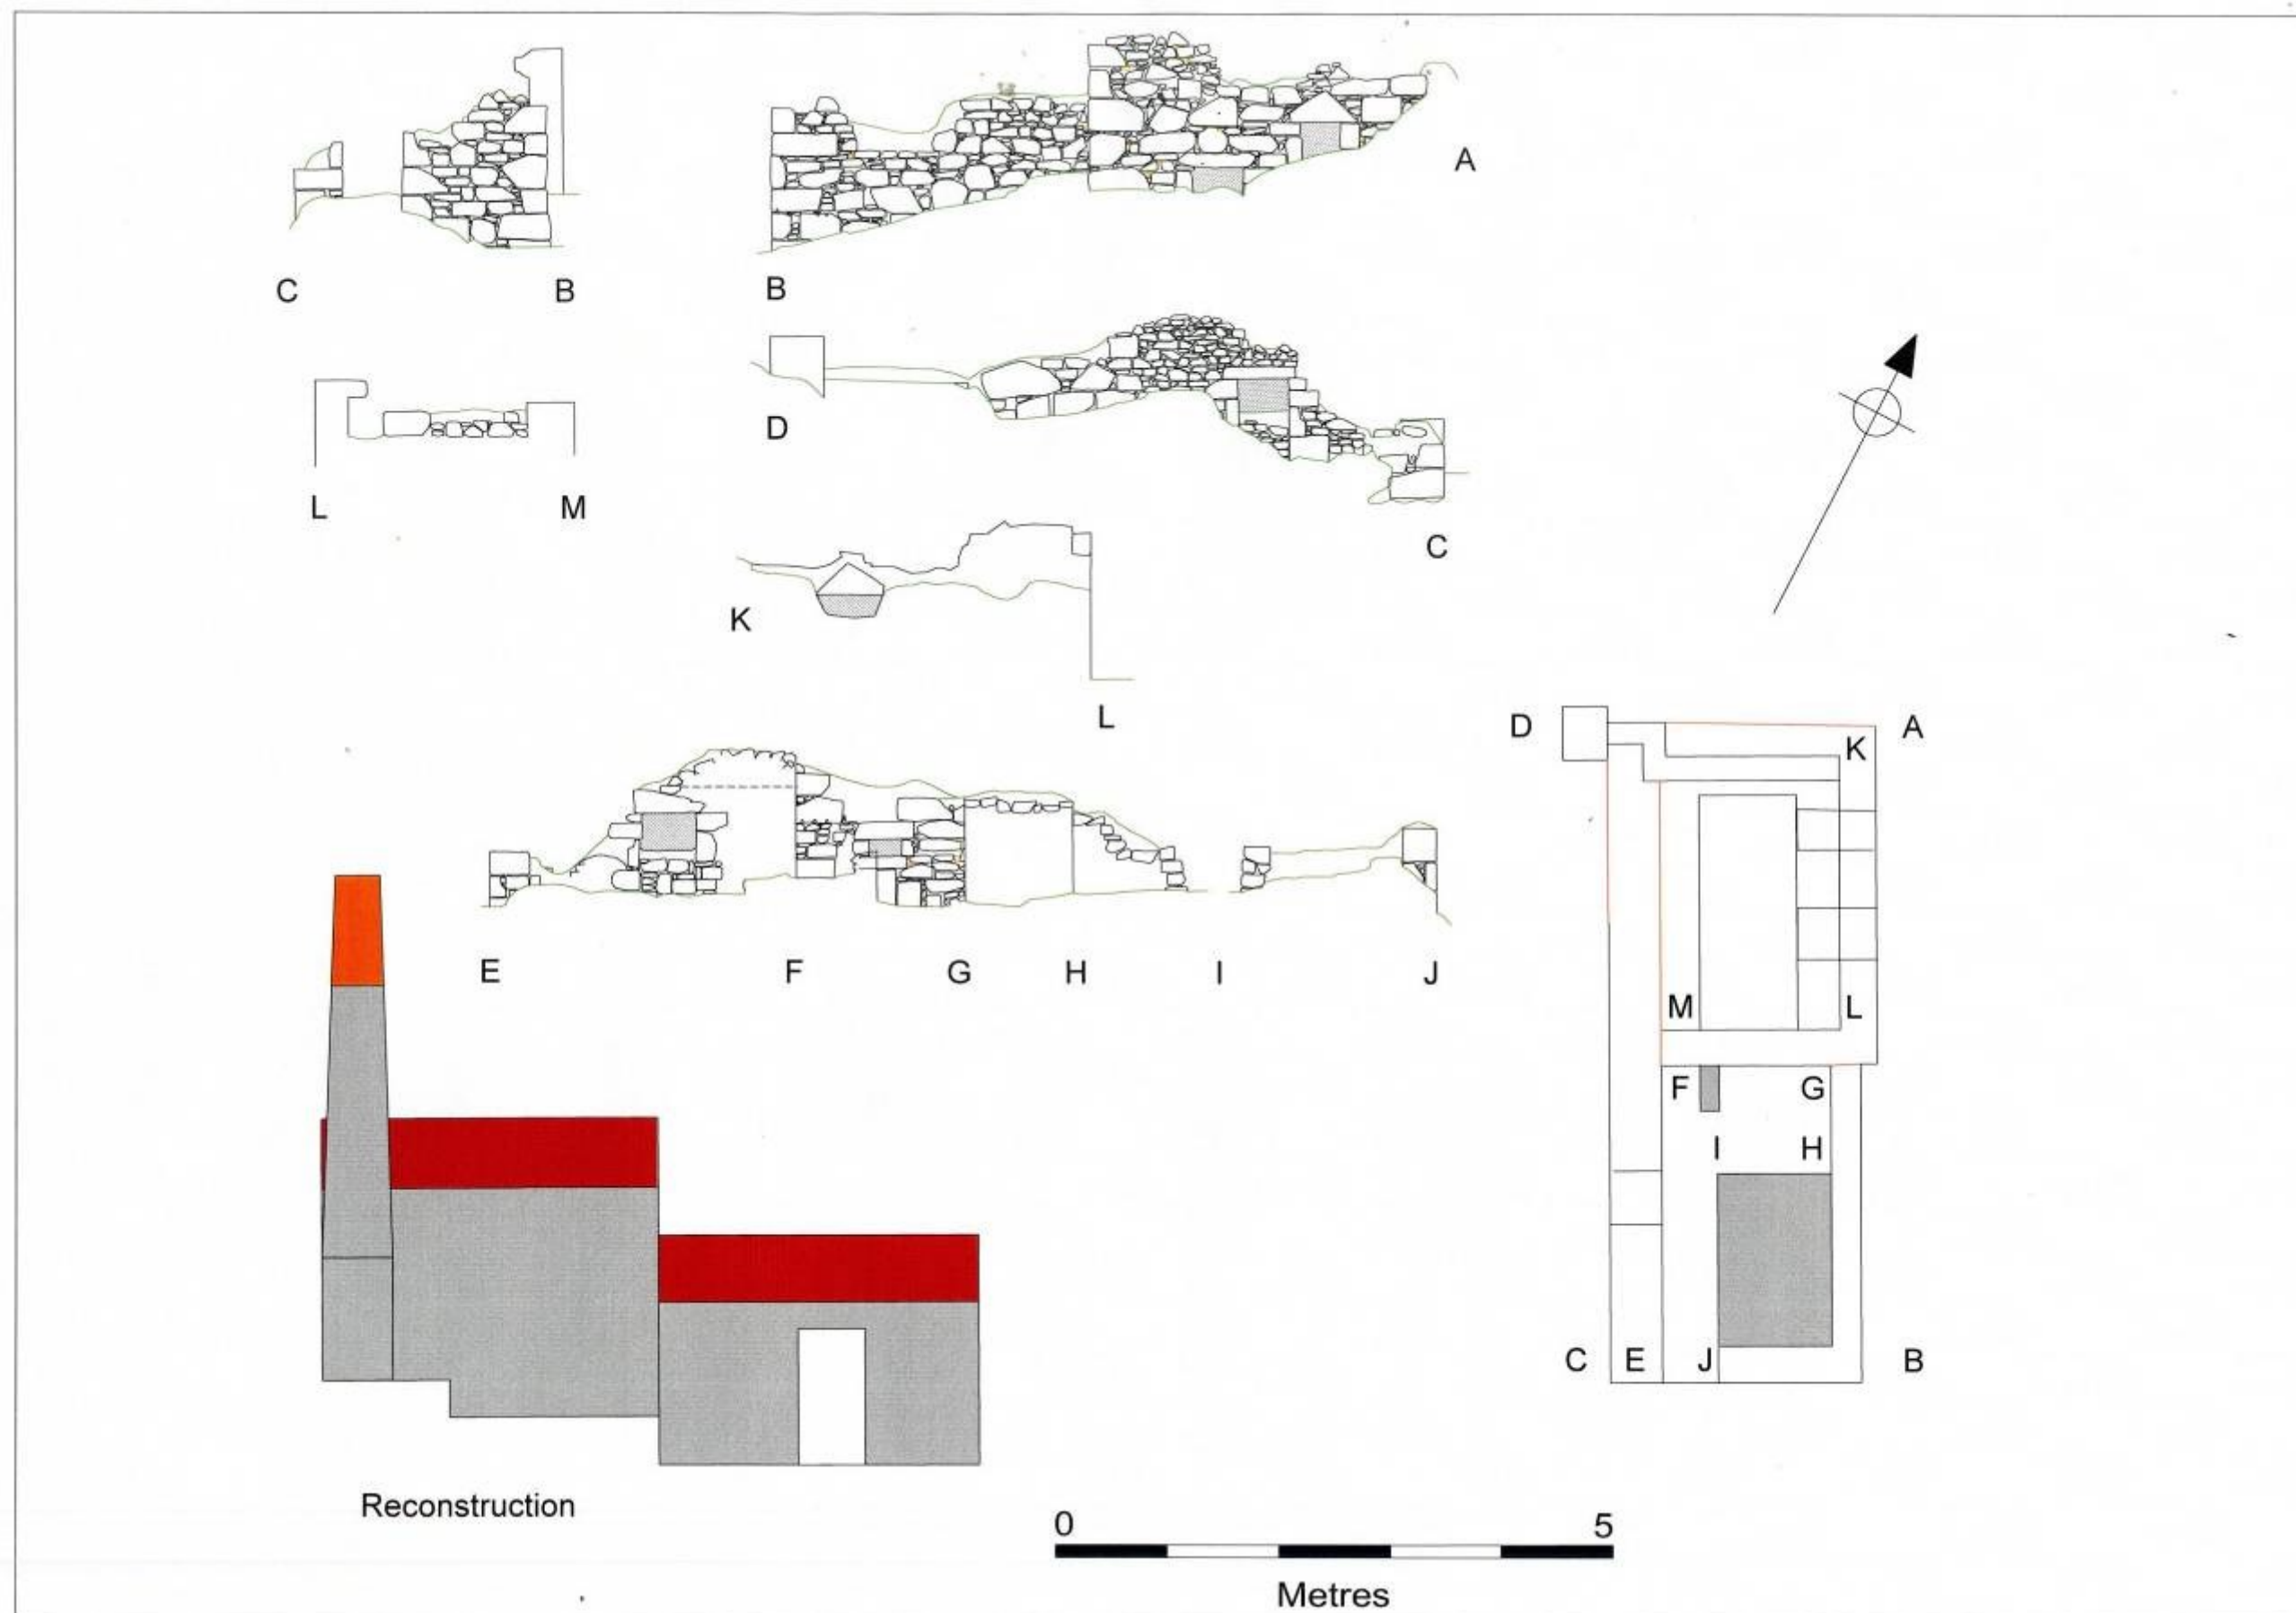 A
C B
B
D
L M
C
K
L
D A
K
E F G H I J
M L
F G
I H
C E J B
Reconstruction
0 5
Metres